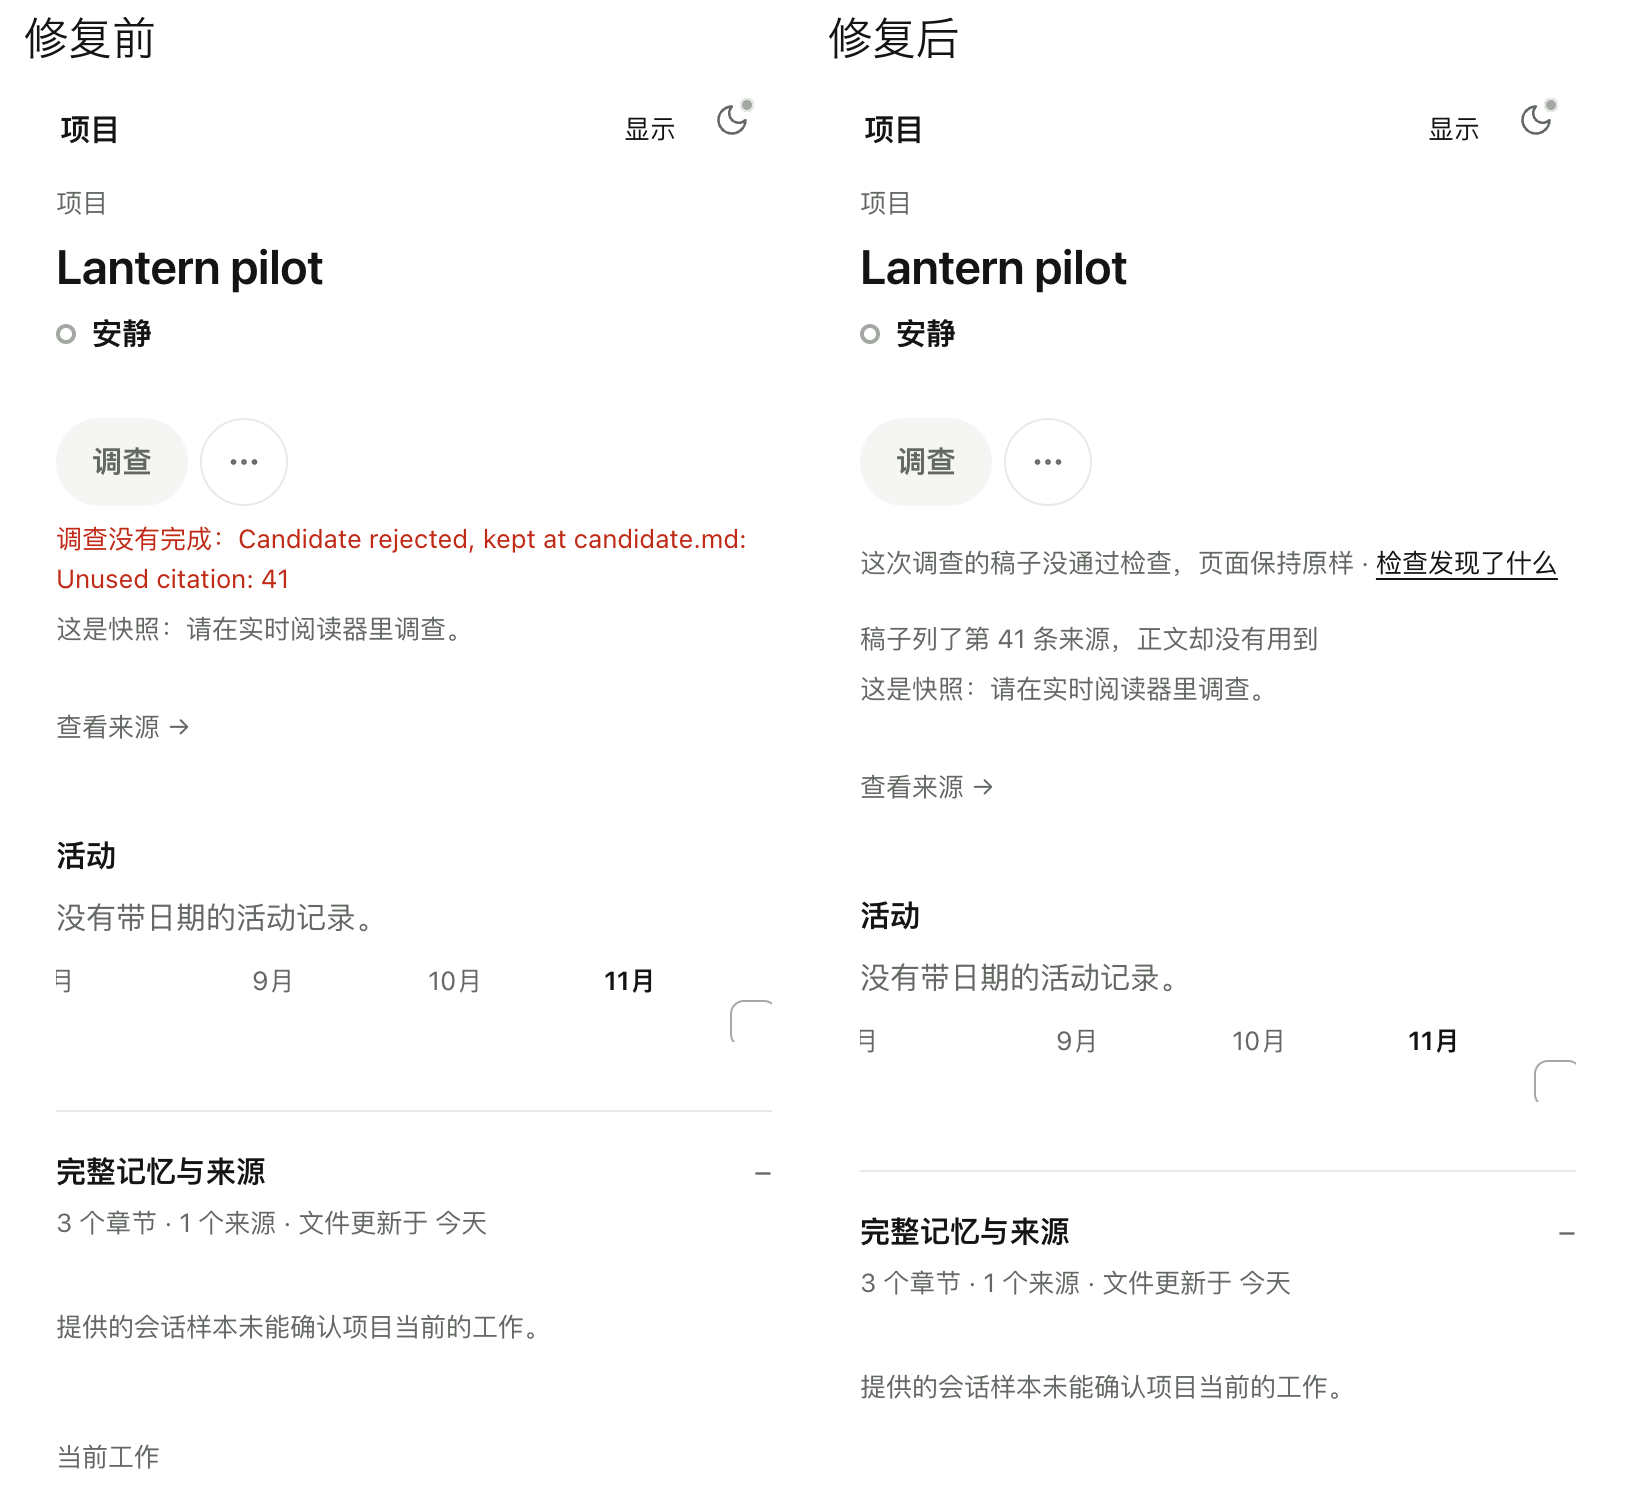 修复前
项目
显示
项目
Lantern pilot
安静
调查
调查没有完成：Candidate rejected, kept at candidate.md:
Unused citation: 41
这是快照：请在实时阅读器里调查。
查看来源 →
活动
没有带日期的活动记录。
月 9月 10月 11月
完整记忆与来源
3 个章节 · 1 个来源 · 文件更新于 今天
提供的会话样本未能确认项目当前的工作。
当前工作
修复后
项目
显示
项目
Lantern pilot
安静
调查
这次调查的稿子没通过检查，页面保持原样 · 检查发现了什么
稿子列了第 41 条来源，正文却没有用到
这是快照：请在实时阅读器里调查。
查看来源 →
活动
没有带日期的活动记录。
月 9月 10月 11月
完整记忆与来源
3 个章节 · 1 个来源 · 文件更新于 今天
提供的会话样本未能确认项目当前的工作。